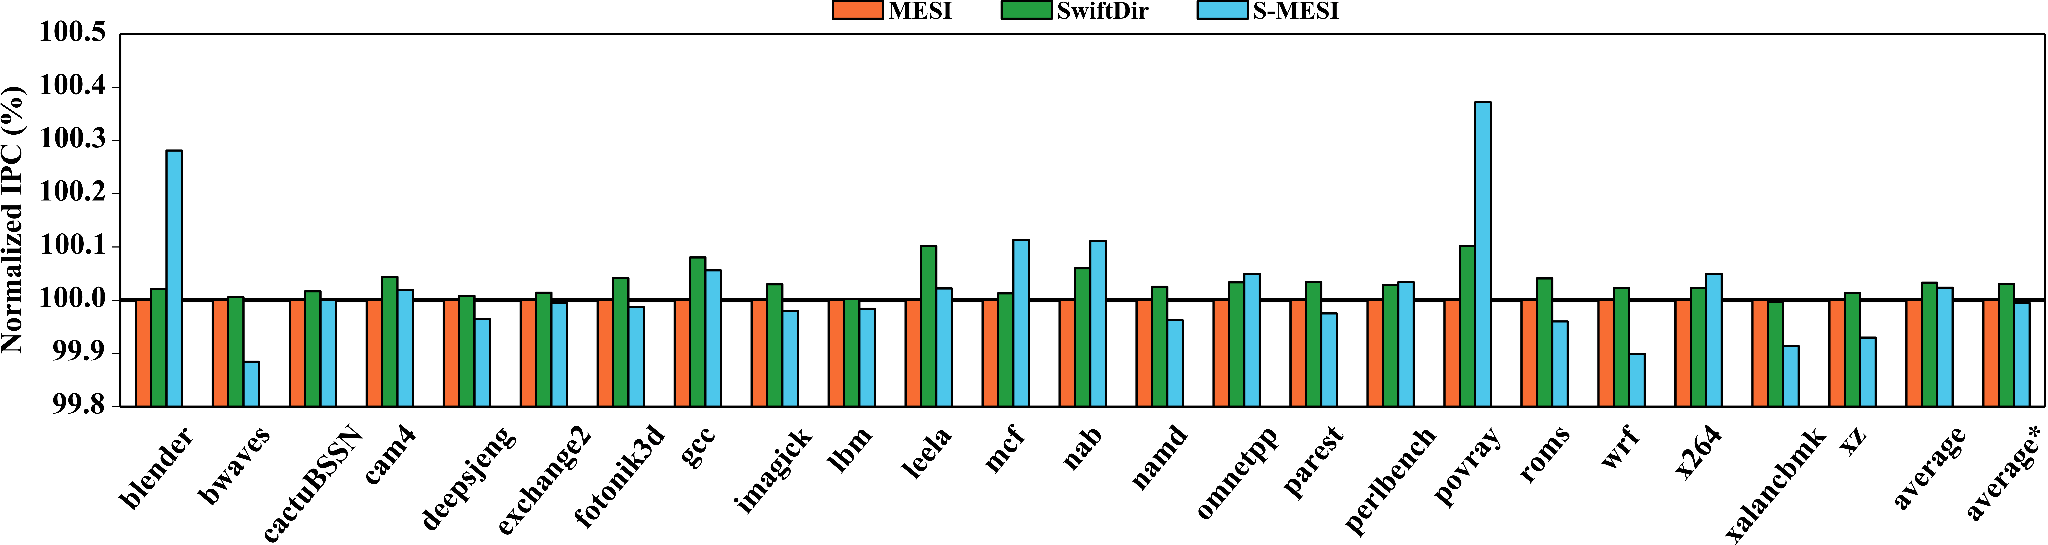 MESI SwiftDir S-MESI
Normalized IPC (%)
100.5
100.4
100.3
100.2
100.1
100.0
99.9
99.8
blender bwaves cactuBSSN cam4 deepsjeng exchange2 fotonik3d gcc imagick lbm leela mcf nab namd omnetpp parest perlbench povray roms wrf x264 xalancbmk xz average average*